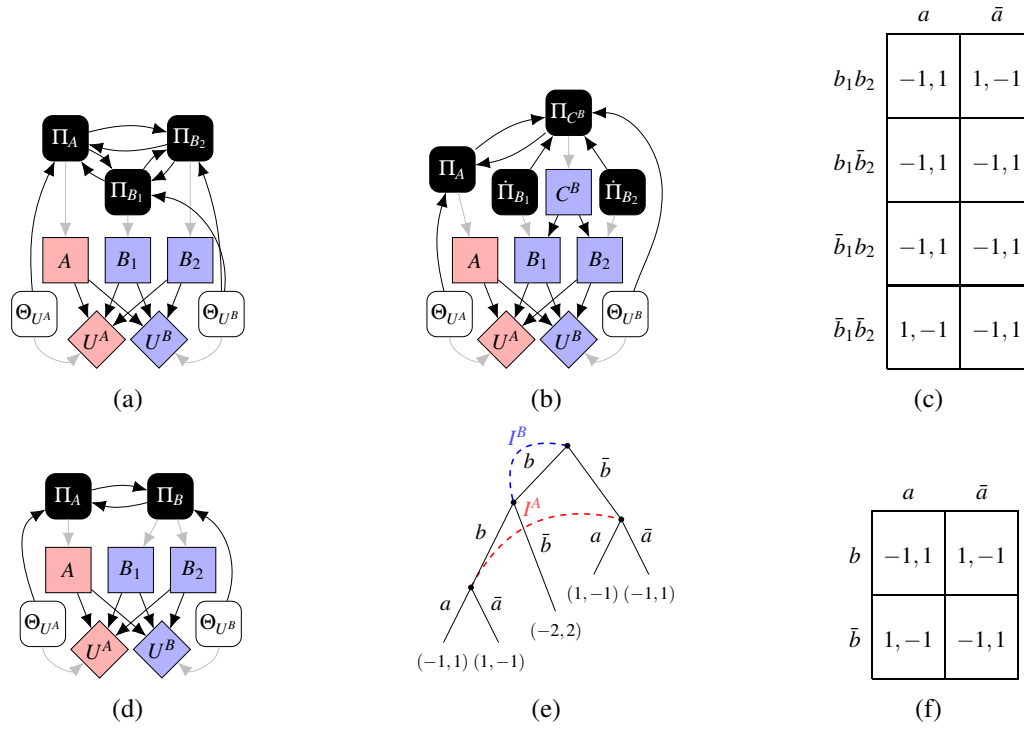 Π_A Π_{B_2}
Π_{B_1}
A B_1 B_2
Θ_{U^A} Θ_{U^B}
U^A U^B
(a)
Π_{C^B}
Π_A
Π̇_{B_1} C^B Π̇_{B_2}
A B_1 B_2
Θ_{U^A} Θ_{U^B}
U^A U^B
(b)
a ā
b_1b_2 −1, 1 1, −1
b_1b̄_2 −1, 1 −1, 1
b̄_1b_2 −1, 1 −1, 1
b̄_1b̄_2 1, −1 −1, 1
(c)
Π_A Π_B
A B_1 B_2
Θ_{U^A} Θ_{U^B}
U^A U^B
(d)
I^B
b b̄
I^A
b b̄ a ā
(1, −1) (−1, 1)
a ā
(−2, 2)
(−1, 1) (1, −1)
(e)
a ā
b −1, 1 1, −1
b̄ 1, −1 −1, 1
(f)